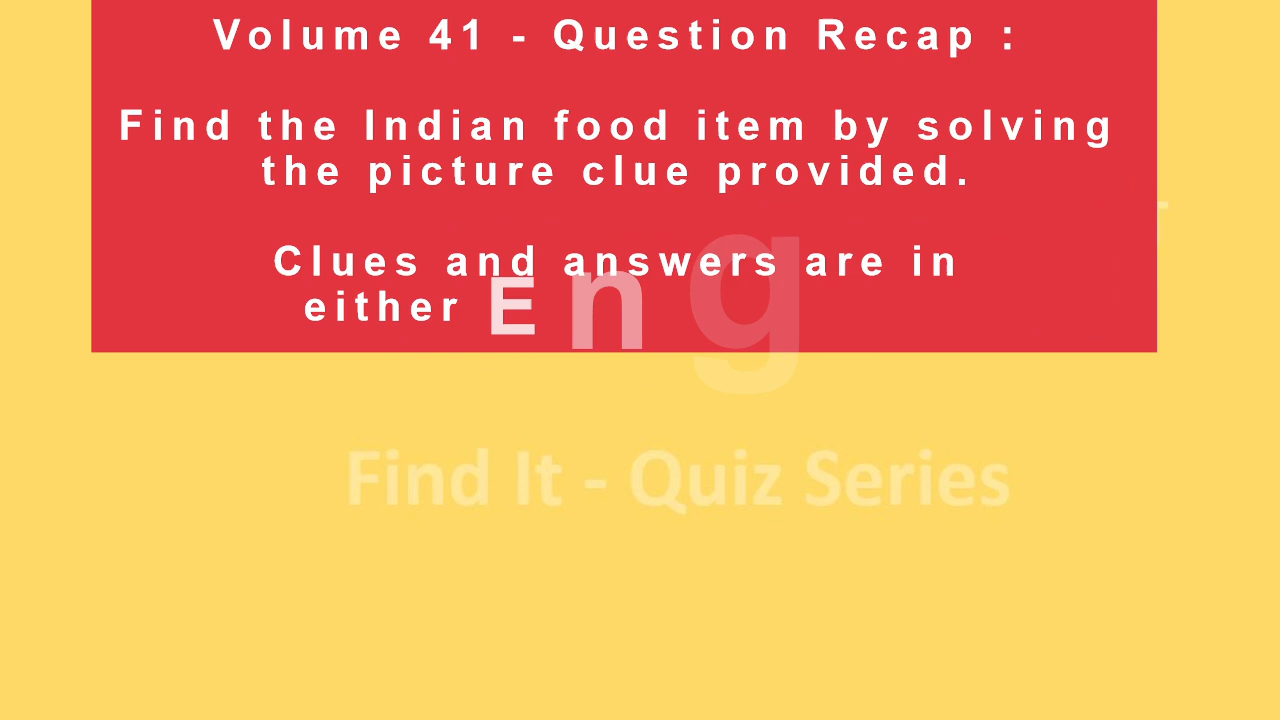 Volume 41 - Question Recap :
Find the Indian food item by solving
the picture clue provided.
Clues and answers are in
either Eng
Find It - Quiz Series